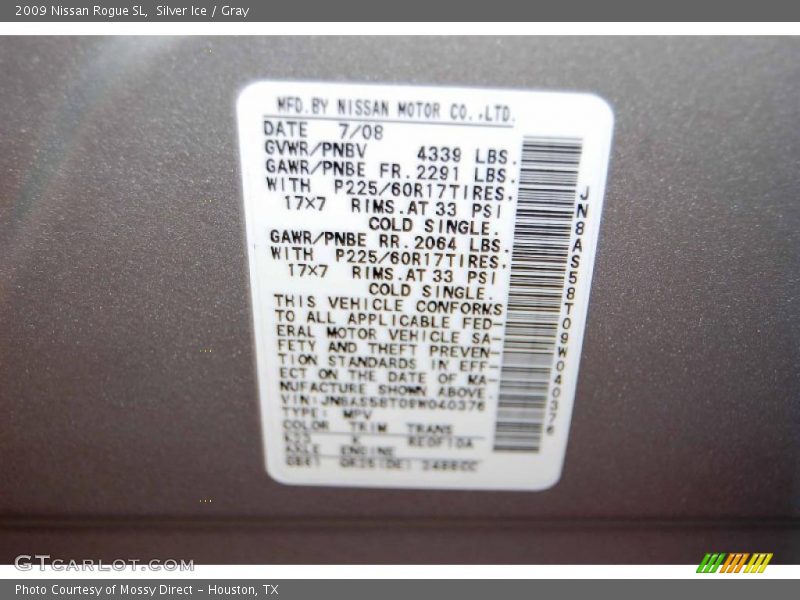 2009 Nissan Rogue SL, Silver Ice / Gray
MFD.BY NISSAN MOTOR CO.,LTD.
DATE 7/08
GVWR/PNBV 4339 LBS.
GAWR/PNBE FR.2291 LBS.
WITH P225/60R17TIRES,
17×7 RIMS.AT 33 PSI
COLD SINGLE.
GAWR/PNBE RR.2064 LBS.
WITH P225/60R17TIRES,
17×7 RIMS.AT 33 PSI
COLD SINGLE.
THIS VEHICLE CONFORMS
TO ALL APPLICABLE FED-
ERAL MOTOR VEHICLE SA-
FETY AND THEFT PREVEN-
TION STANDARDS IN EFF-
ECT ON THE DATE OF MA-
NUFACTURE SHOWN ABOVE.
VIN:JN8AS58T09W040376
TYPE: MPV
COLOR TRIM TRANS
K23 K RE0F10A
AXLE ENGINE
2488CC
JN8AS58T09W040376
GTCARLOT.COM
Photo Courtesy of Mossy Direct – Houston, TX